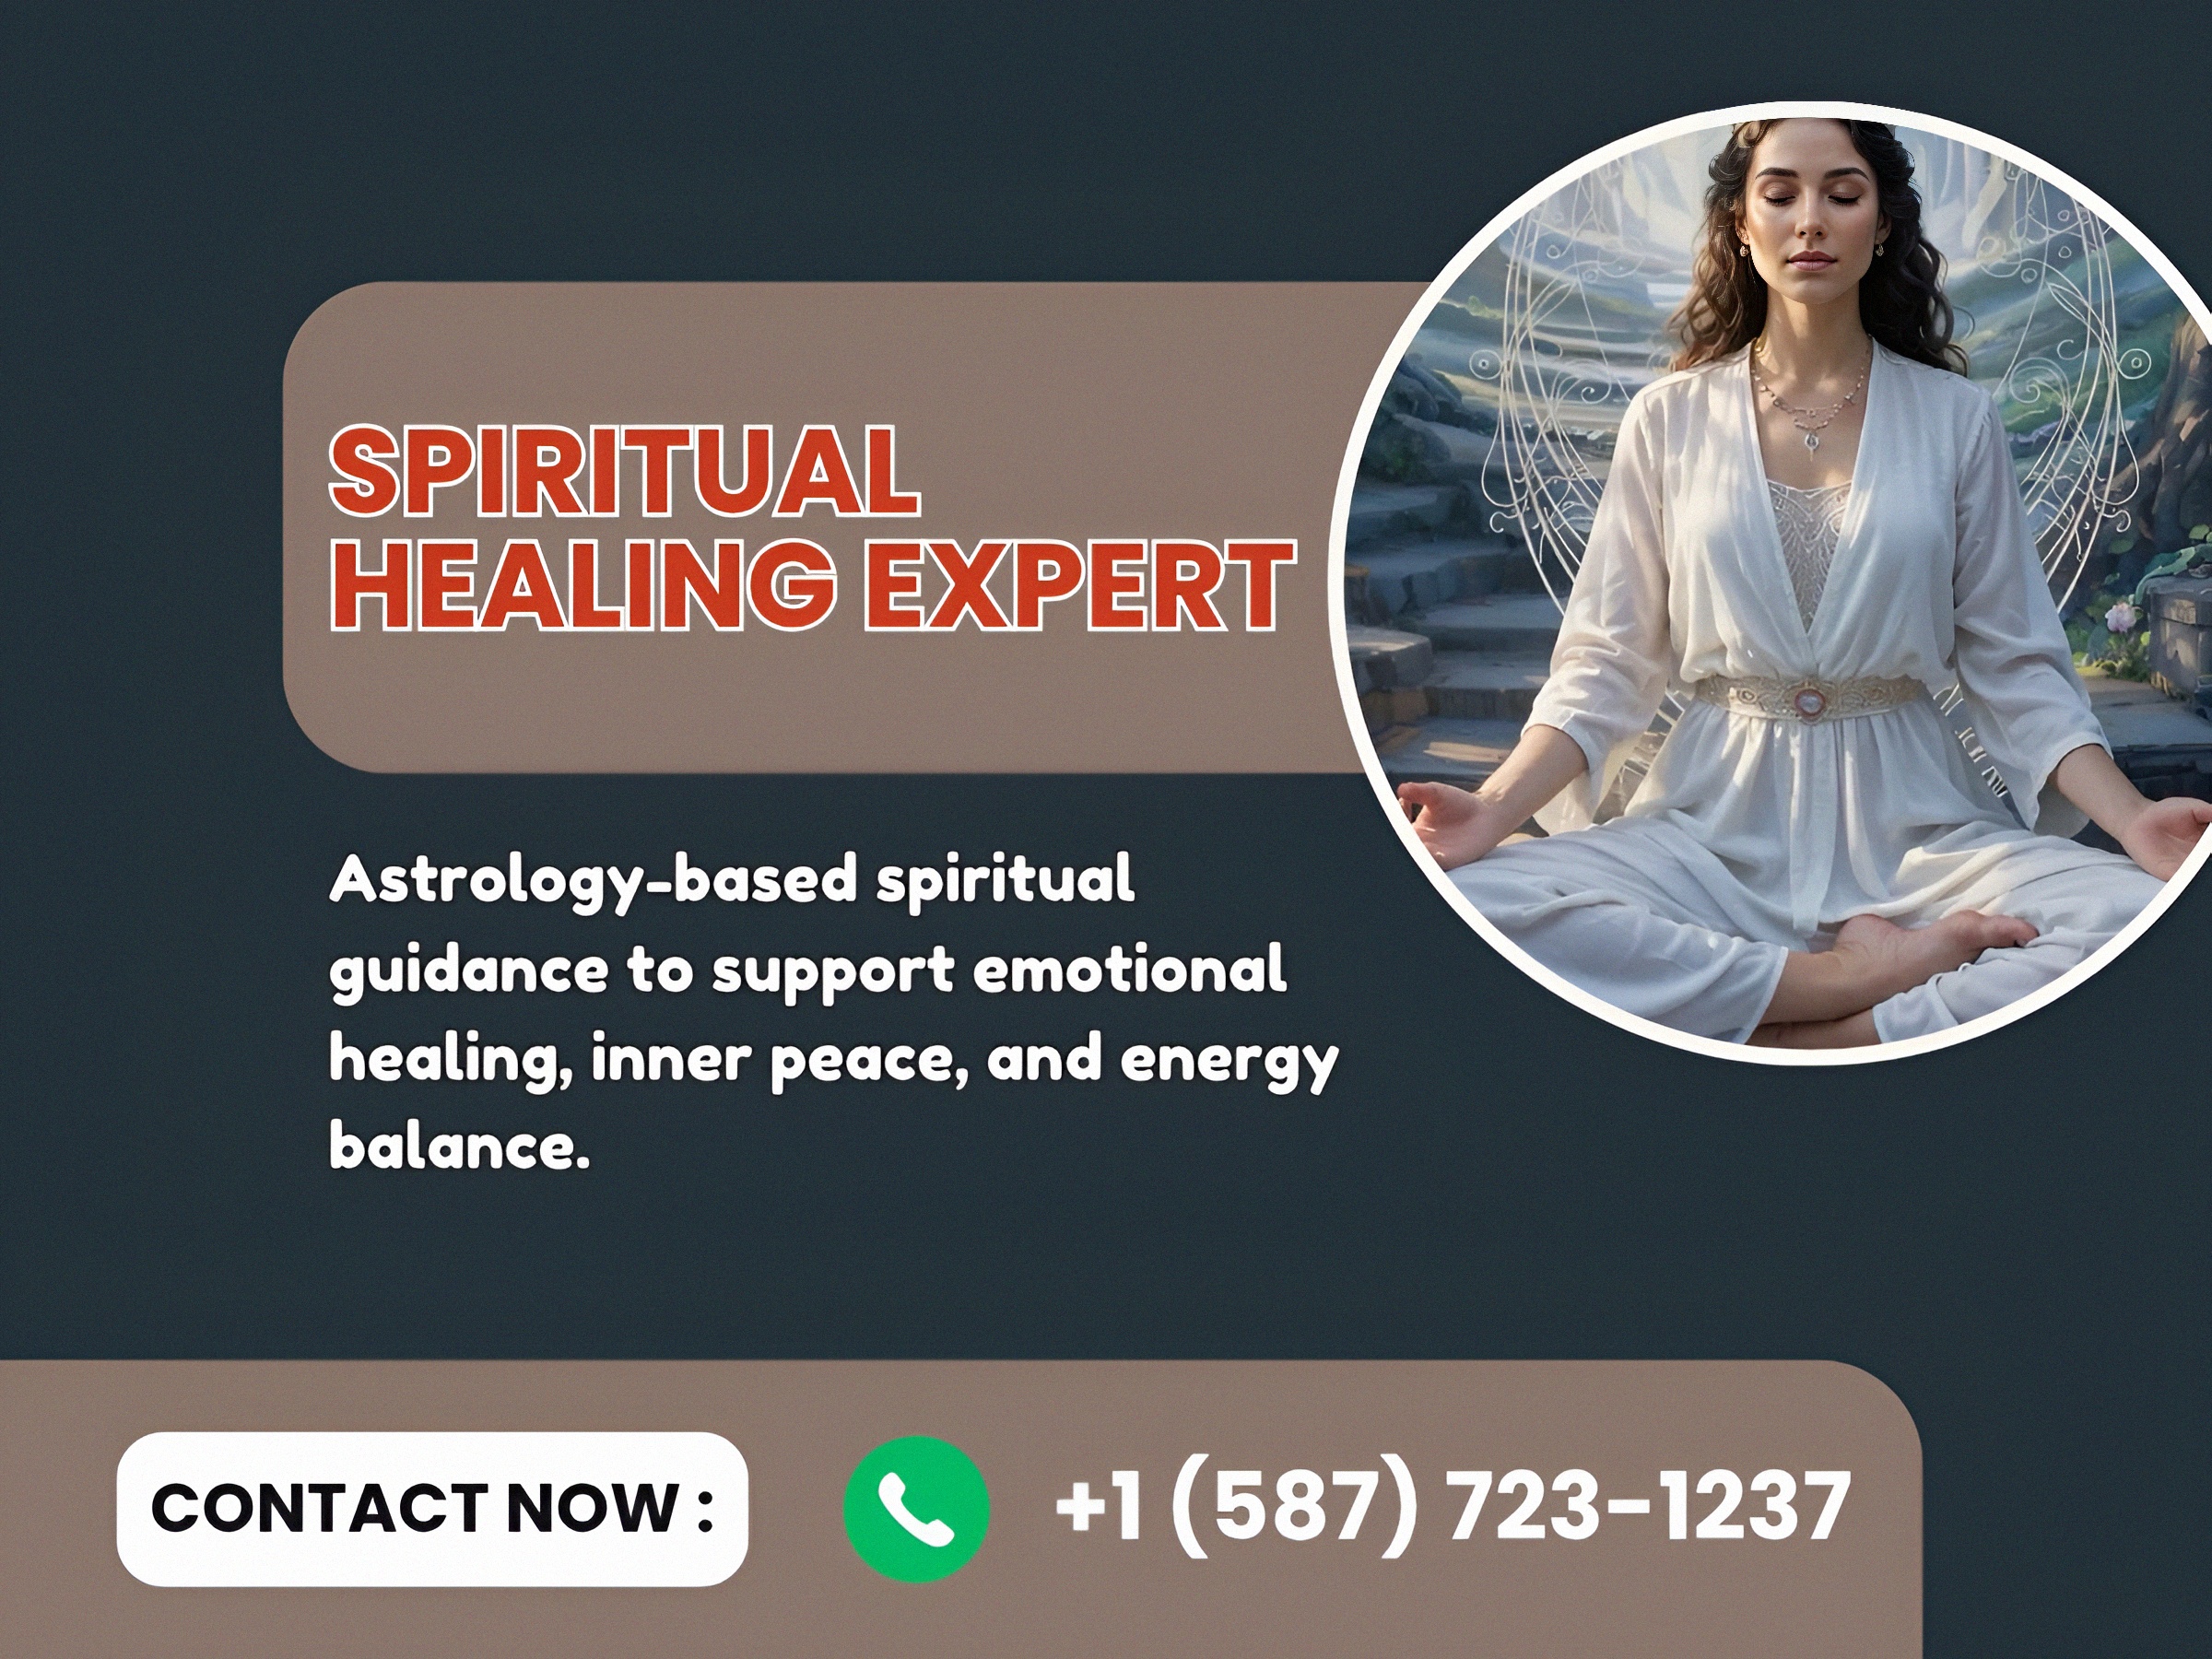 SPIRITUAL
HEALING EXPERT
Astrology-based spiritual
guidance to support emotional
healing, inner peace, and energy
balance.
CONTACT NOW :
+1 (587) 723-1237